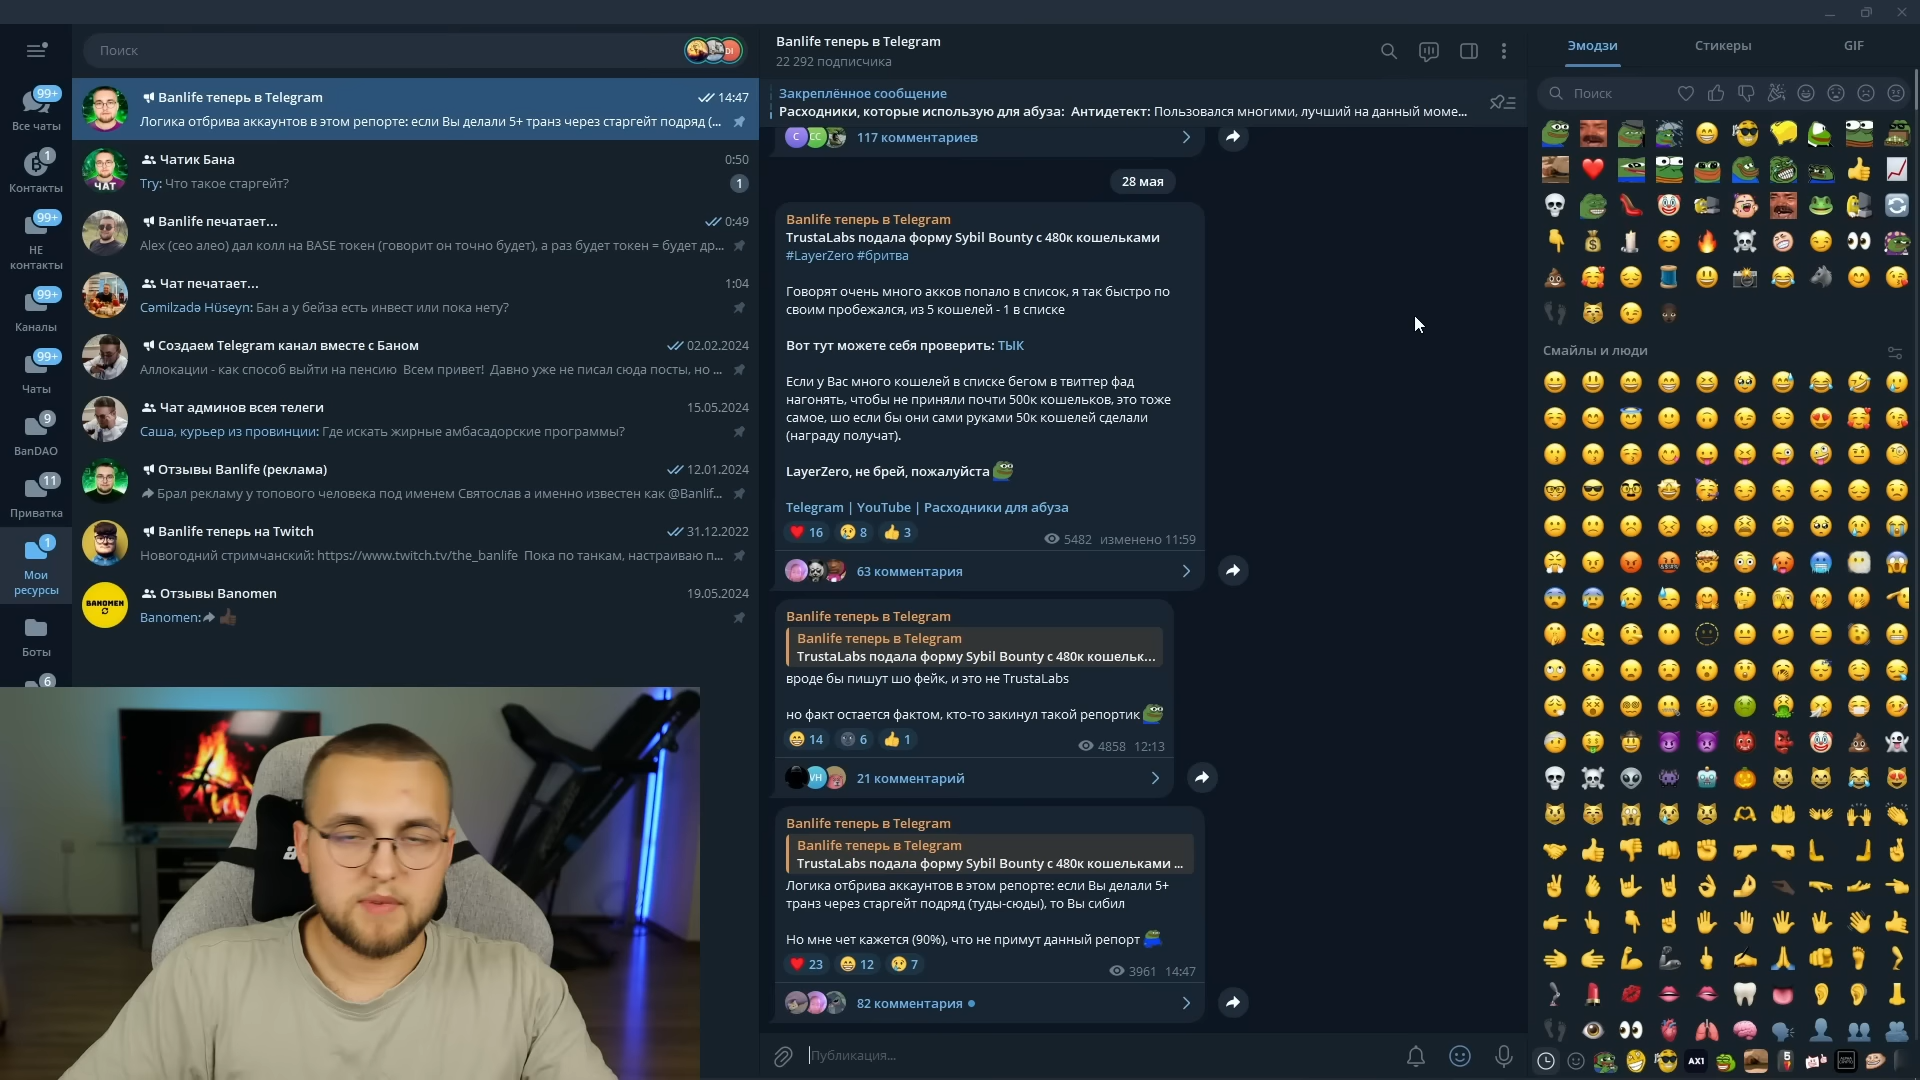 Поиск
99+
Все чаты
1
Контакты
99+
НЕ
контакты
99+
Каналы
99+
Чаты
9
BanDAO
11
Приватка
1
Мои
ресурсы
Боты
6
Banlife теперь в Telegram
14:47
Логика отбрива аккаунтов в этом репорте: если Вы делали 5+ транз через старгейт подряд (...
ЧАТ
Чатик Бана
0:50
Try: Что такое старгейт?
1
Banlife печатает...
0:49
Alex (сео алео) дал колл на BASE токен (говорит он точно будет), а раз будет токен = будет др...
Чат печатает...
1:04
Cəmilzadə Hüseyn: Бан а у бейза есть инвест или пока нету?
Создаем Telegram канал вместе с Баном
02.02.2024
Аллокации - как способ выйти на пенсию Всем привет! Давно уже не писал сюда посты, но ...
Чат админов всея телеги
15.05.2024
Саша, курьер из провинции: Где искать жирные амбасадорские программы?
Отзывы Banlife (реклама)
12.01.2024
Брал рекламу у топового человека под именем Святослав а именно известен как @Banlif...
Banlife теперь на Twitch
31.12.2022
Новогодний стримчанский: https://www.twitch.tv/the_banlife Пока по танкам, настраиваю п...
BANOMEN
Отзывы Banomen
19.05.2024
Banomen:
Banlife теперь в Telegram
22 292 подписчика
Закреплённое сообщение
Расходники, которые использую для абуза: Антидетект: Пользовался многими, лучший на данный моме...
C
CC
117 комментариев
28 мая
Banlife теперь в Telegram
TrustaLabs подала форму Sybil Bounty с 480к кошельками
#LayerZero #бритва
Говорят очень много акков попало в список, я так быстро по
своим пробежался, из 5 кошелей - 1 в списке
Вот тут можете себя проверить: ТЫК
Если у Вас много кошелей в списке бегом в твиттер фад
нагонять, чтобы не приняли почти 500к кошельков, это тоже
самое, шо если бы они сами руками 50к кошелей сделали
(награду получат).
LayerZero, не брей, пожалуйста
Telegram | YouTube | Расходники для абуза
16 8 3
5482 изменено 11:59
63 комментария
Banlife теперь в Telegram
Banlife теперь в Telegram
TrustaLabs подала форму Sybil Bounty с 480к кошельк...
вроде бы пишут шо фейк, и это не TrustaLabs
но факт остается фактом, кто-то закинул такой репортик
14 6 1
4858 12:13
VH
21 комментарий
Banlife теперь в Telegram
Banlife теперь в Telegram
TrustaLabs подала форму Sybil Bounty с 480к кошельками ...
Логика отбрива аккаунтов в этом репорте: если Вы делали 5+
транз через старгейт подряд (туды-сюды), то Вы сибил
Но мне чет кажется (90%), что не примут данный репорт
23 12 7
3961 14:47
82 комментария
Публикация...
Эмодзи
Стикеры
GIF
Поиск
Смайлы и люди
AX1